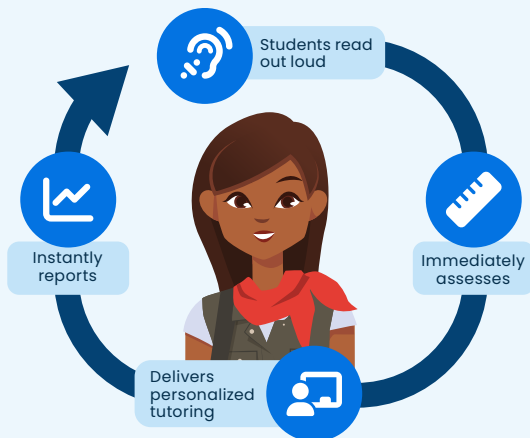 Students read
out loud
Immediately
assesses
Delivers
personalized
tutoring
Instantly
reports